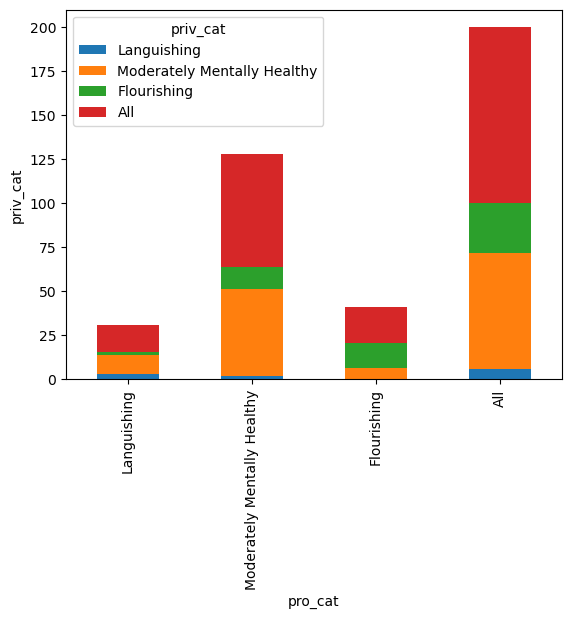 priv_cat
Languishing
Moderately Mentally Healthy
Flourishing
All
200
175
150
125
100
75
50
25
0
priv_cat
Languishing
Moderately Mentally Healthy
Flourishing
All
pro_cat